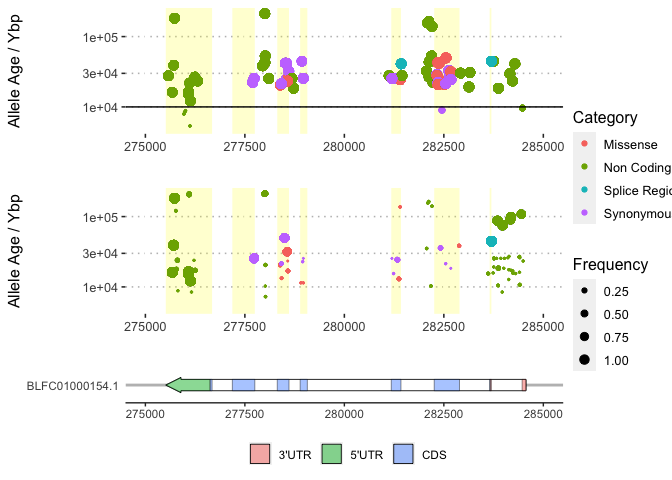 Allele Age / Ybp
1e+05
3e+04
1e+04
275000 277500 280000 282500 285000
Allele Age / Ybp
1e+05
3e+04
1e+04
275000 277500 280000 282500 285000
Category
Missense
Non Coding
Splice Regio
Synonymou
Frequency
0.25
0.50
0.75
1.00
BLFC01000154.1
275000 277500 280000 282500 285000
3'UTR 5'UTR CDS